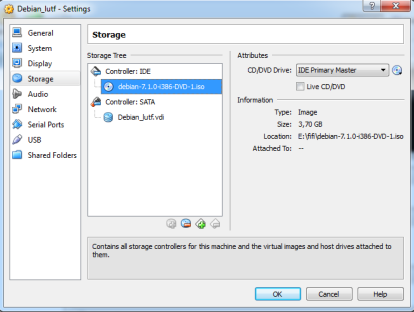 Debian_lutf - Settings
General
System
Display
Storage
Audio
Network
Serial Ports
USB
Shared Folders
Storage
Storage Tree
Controller: IDE
debian-7.1.0-i386-DVD-1.iso
Controller: SATA
Debian_lutf.vdi
Attributes
CD/DVD Drive: IDE Primary Master
Live CD/DVD
Information
Type: Image
Size: 3,70 GB
Location: E:\fifi\debian-7.1.0-i386-DVD-1.iso
Attached To: --
Contains all storage controllers for this machine and the virtual images and host drives attached to
them.
OK Cancel Help